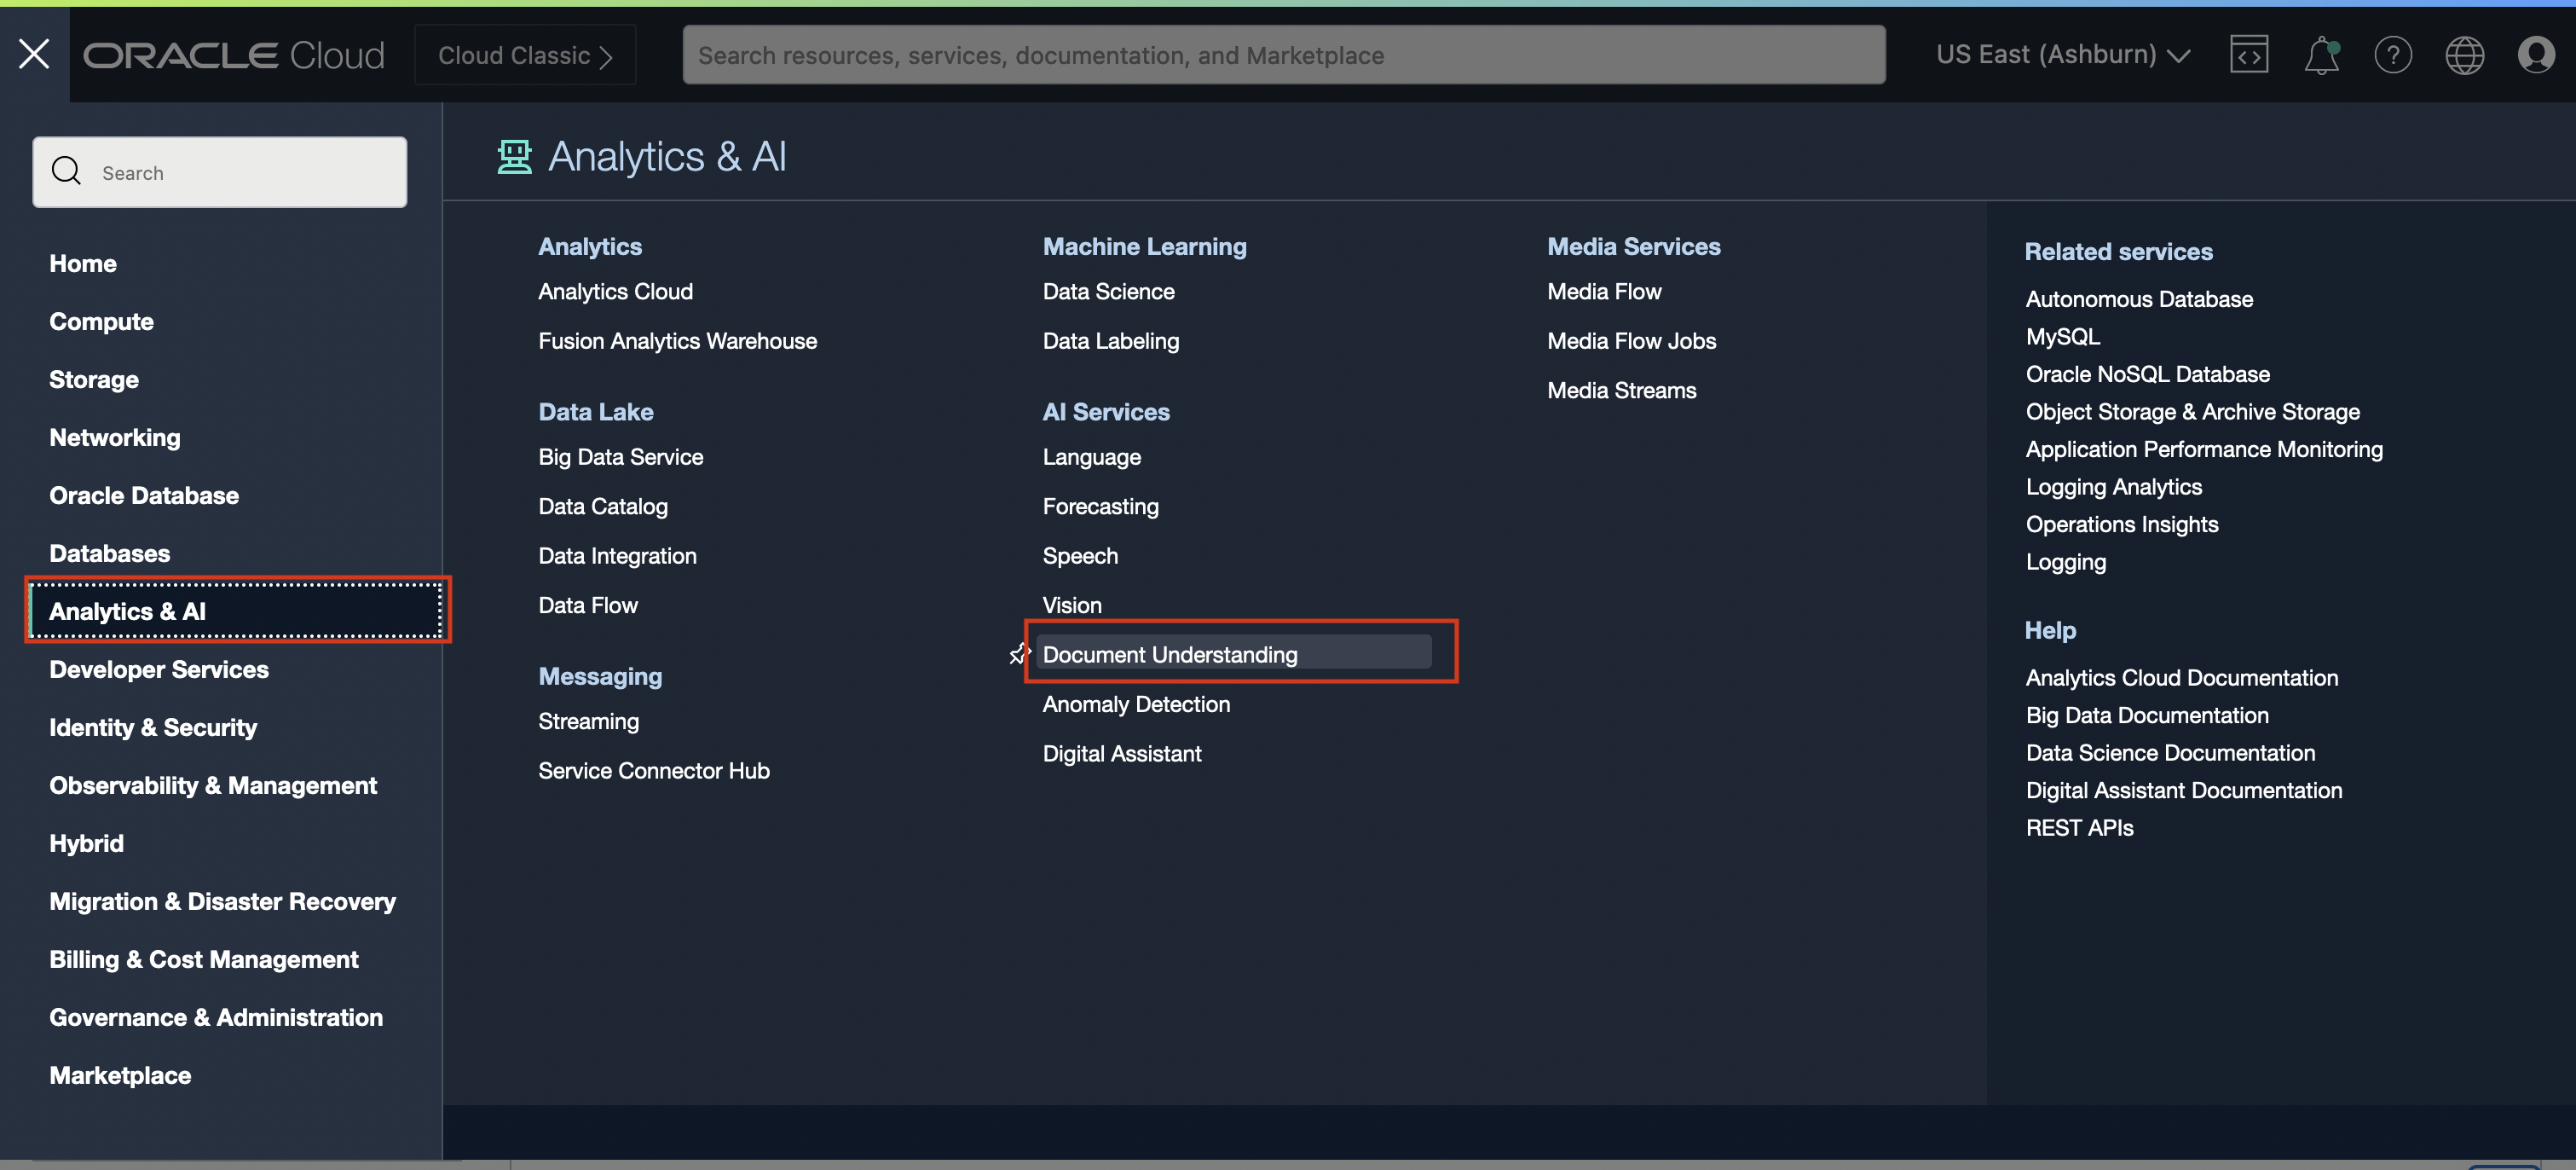 ORACLE Cloud
Cloud Classic
Search resources, services, documentation, and Marketplace
US East (Ashburn)
Search
Home
Compute
Storage
Networking
Oracle Database
Databases
Analytics & AI
Developer Services
Identity & Security
Observability & Management
Hybrid
Migration & Disaster Recovery
Billing & Cost Management
Governance & Administration
Marketplace
Analytics & AI
Analytics
Analytics Cloud
Fusion Analytics Warehouse
Data Lake
Big Data Service
Data Catalog
Data Integration
Data Flow
Messaging
Streaming
Service Connector Hub
Machine Learning
Data Science
Data Labeling
AI Services
Language
Forecasting
Speech
Vision
Document Understanding
Anomaly Detection
Digital Assistant
Media Services
Media Flow
Media Flow Jobs
Media Streams
Related services
Autonomous Database
MySQL
Oracle NoSQL Database
Object Storage & Archive Storage
Application Performance Monitoring
Logging Analytics
Operations Insights
Logging
Help
Analytics Cloud Documentation
Big Data Documentation
Data Science Documentation
Digital Assistant Documentation
REST APIs